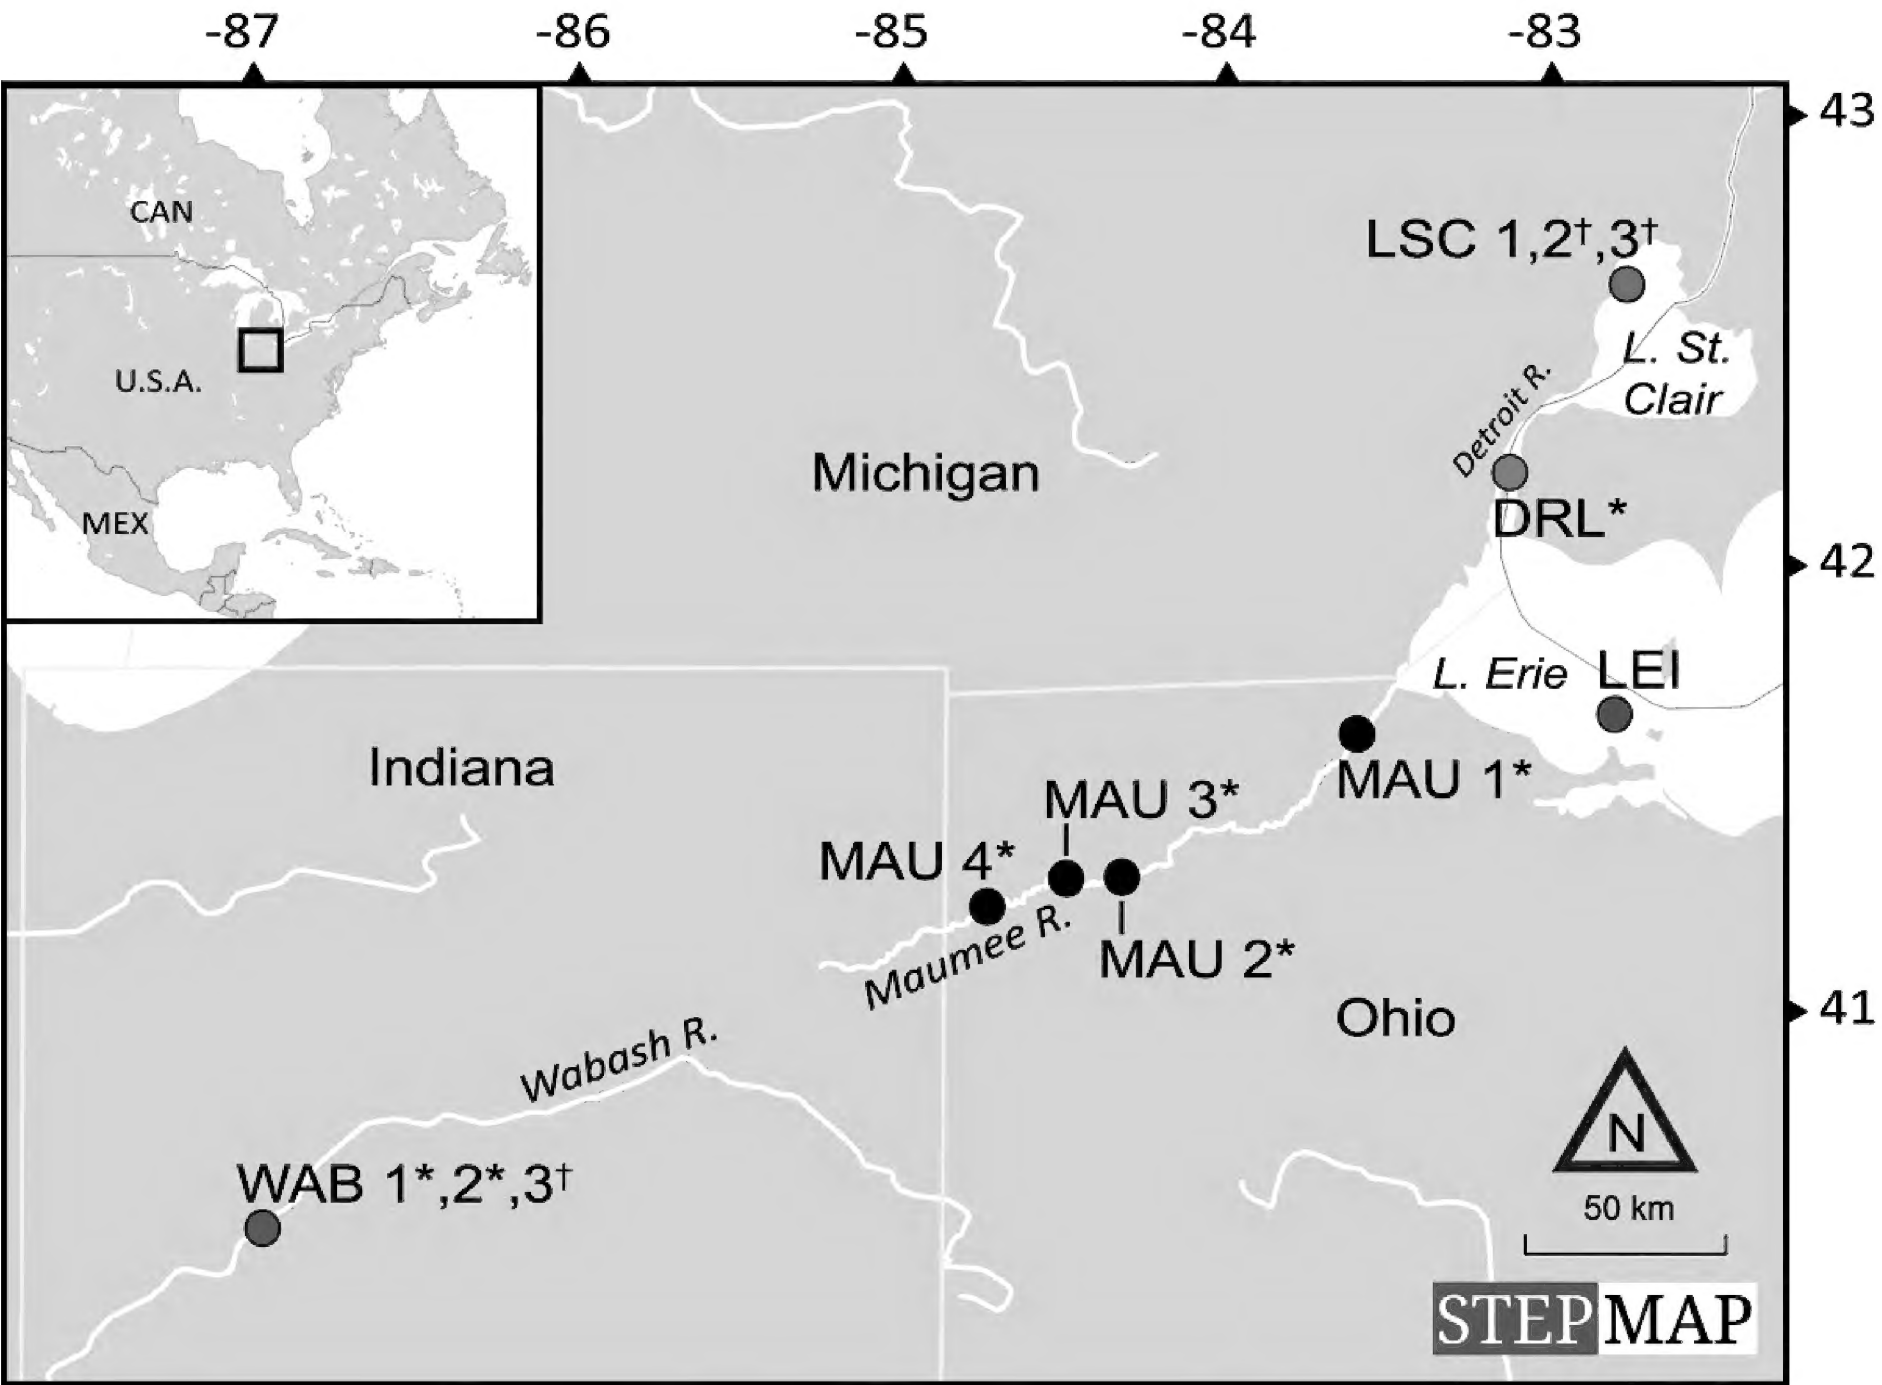 -87 -86 -85 -84 -83
43
CAN
LSC 1,2†,3†
L. St.
Clair
U.S.A.
Detroit R.
Michigan
MEX
DRL*
42
L. Erie
LEI
Indiana
MAU 1*
MAU 3*
MAU 4*
Maumee R.
MAU 2*
41
Ohio
Wabash R.
N
WAB 1*,2*,3†
50 km
STEPMAP